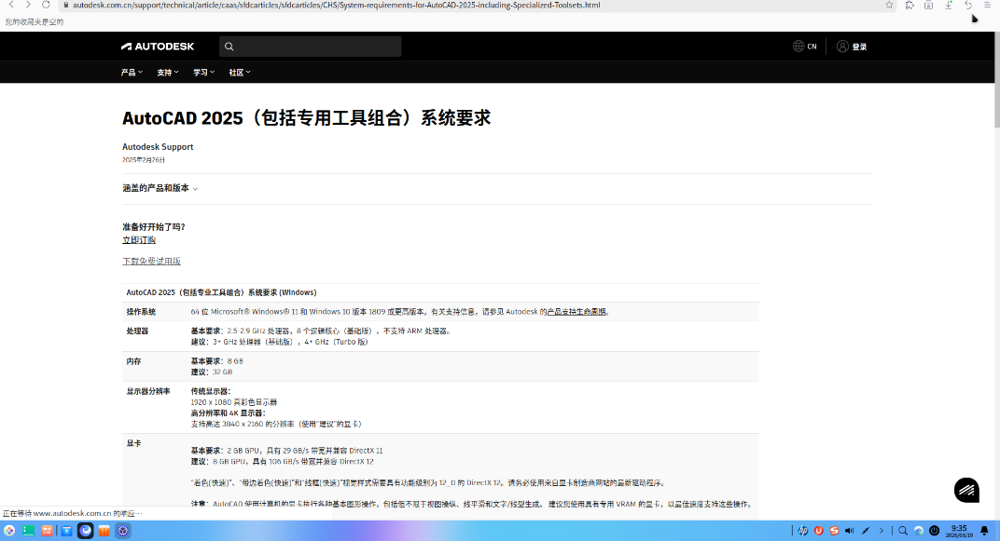 autodesk.com.cn/support/technical/article/caas/sfdcarticles/sfdcarticles/CHS/System-requirements-for-AutoCAD-2025-including-Specialized-Toolsets.html
您的收藏夹是空的
AUTODESK
CN
登录
产品 支持 学习 社区
AutoCAD 2025（包括专用工具组合）系统要求
Autodesk Support
2025年2月26日
涵盖的产品和版本
准备好开始了吗?
立即订购
下载免费试用版
AutoCAD 2025（包括专业工具组合）系统要求 (Windows)
操作系统 64 位 Microsoft® Windows® 11 和 Windows 10 版本 1809 或更高版本。有关支持信息，请参见 Autodesk 的产品支持生命周期。
处理器 基本要求：2.5-2.9 GHz 处理器，8 个逻辑核心（基础版），不支持 ARM 处理器。
建议：3+ GHz 处理器（基础版），4+ GHz（Turbo 版）
内存 基本要求：8 GB
建议：32 GB
显示器分辨率 传统显示器：
1920 x 1080 真彩色显示器
高分辨率和 4K 显示器：
支持高达 3840 x 2160 的分辨率（使用“建议”的显卡）
显卡
基本要求：2 GB GPU，具有 29 GB/s 带宽并兼容 DirectX 11
建议：8 GB GPU，具有 106 GB/s 带宽并兼容 DirectX 12
“着色(快速)”、“带边着色(快速)”和“线框(快速)”视觉样式需要具有功能级别为 12_0 的 DirectX 12。请务必使用来自显卡制造商网站的最新驱动程序。
注意：AutoCAD 使用计算机的显卡执行各种基本图形操作，包括但不限于视图操纵、线平滑和文字/线型生成。 建议您使用具有专用 VRAM 的显卡，以最佳速度支持这些操作。
正在等待 www.autodesk.com.cn 的响应…
9:35
2025/03/19